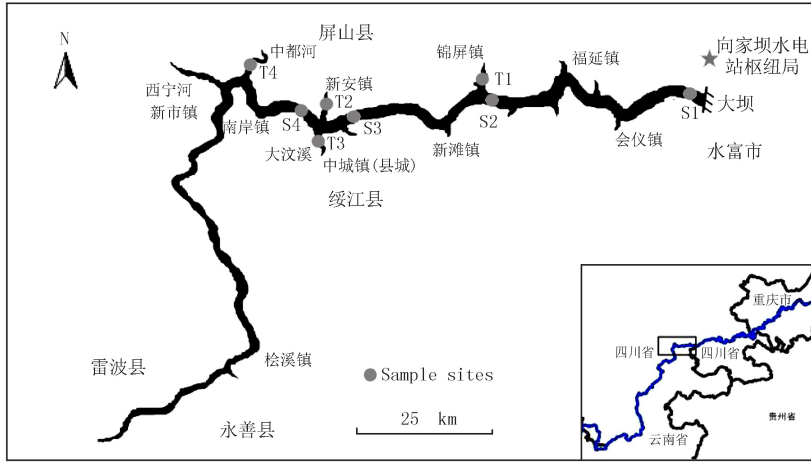 N
屏山县
中都河
T4
西宁河
新市镇
南岸镇
S4
新安镇
T2
T3
S3
大汶溪
中城镇(县城)
绥江县
锦屏镇
T1
S2
新滩镇
福延镇
会仪镇
向家坝水电
站枢纽局
S1
大坝
水富市
雷波县
桧溪镇
永善县
Sample sites
25 km
重庆市
四川省
四川省
贵州省
云南省